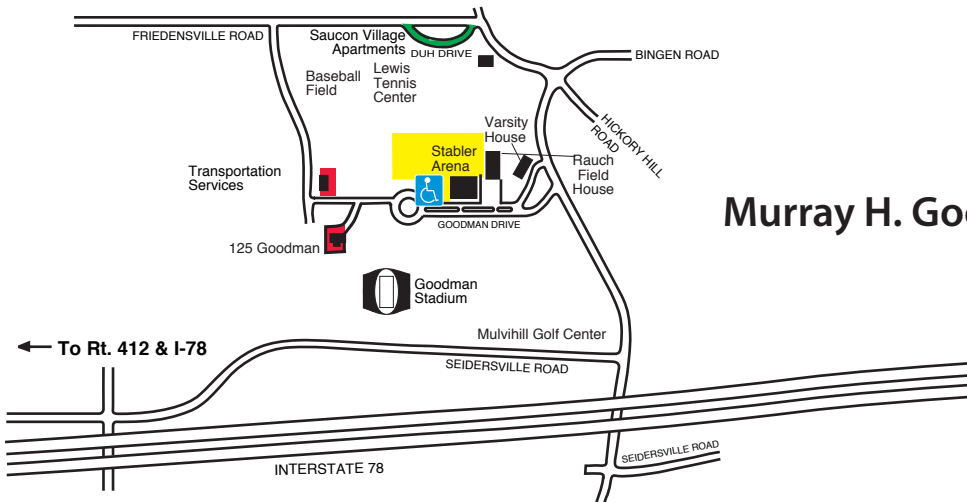 FRIEDENSVILLE ROAD
Saucon Village
Apartments
DUH DRIVE
BINGEN ROAD
Baseball
Field
Lewis
Tennis
Center
HICKORY HILL
ROAD
Varsity
House
Stabler
Arena
Rauch
Field
House
Transportation
Services
GOODMAN DRIVE
Murray H. Goo
125 Goodman
Goodman
Stadium
Mulvihill Golf Center
To Rt. 412 & I-78
SEIDERSVILLE ROAD
SEIDERSVILLE ROAD
INTERSTATE 78